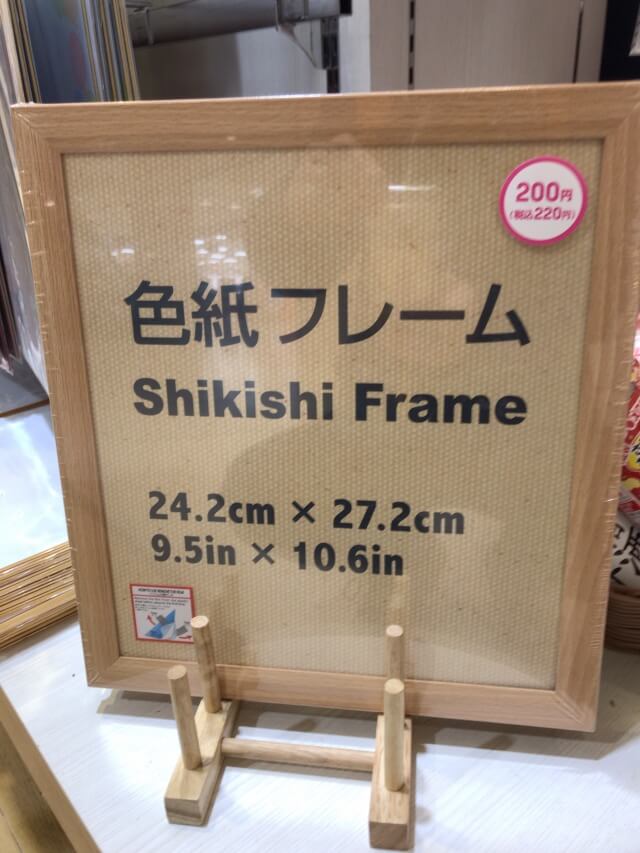 200円
(税込220円)
色紙フレーム
Shikishi Frame
24.2cm × 27.2cm
9.5in × 10.6in